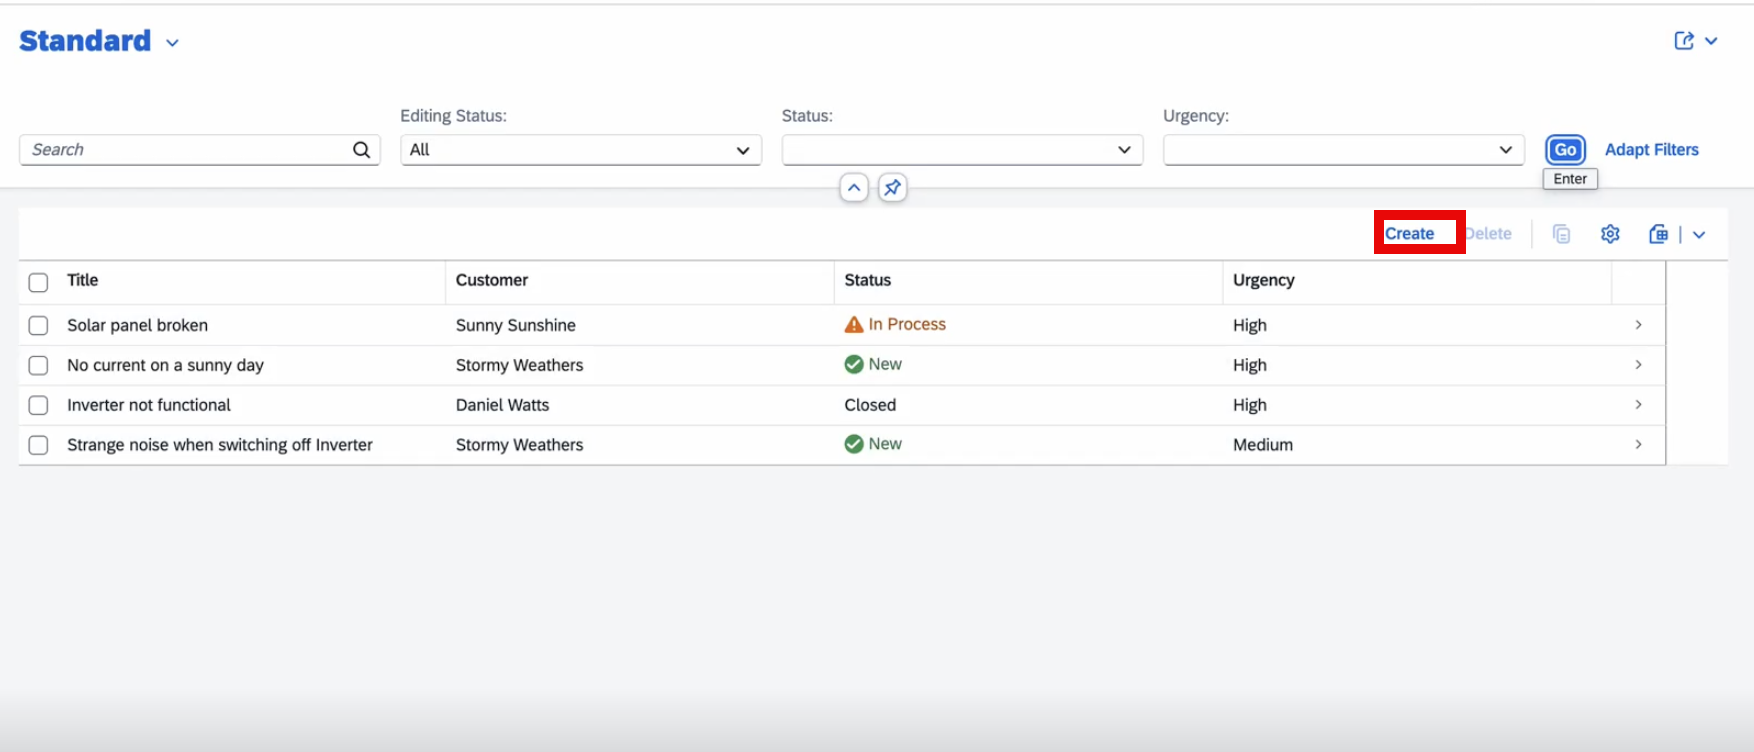 Standard
Editing Status: Status: Urgency:
Search All Go Adapt Filters
Enter
Create Delete
Title Customer Status Urgency
Solar panel broken Sunny Sunshine In Process High
No current on a sunny day Stormy Weathers New High
Inverter not functional Daniel Watts Closed High
Strange noise when switching off Inverter Stormy Weathers New Medium